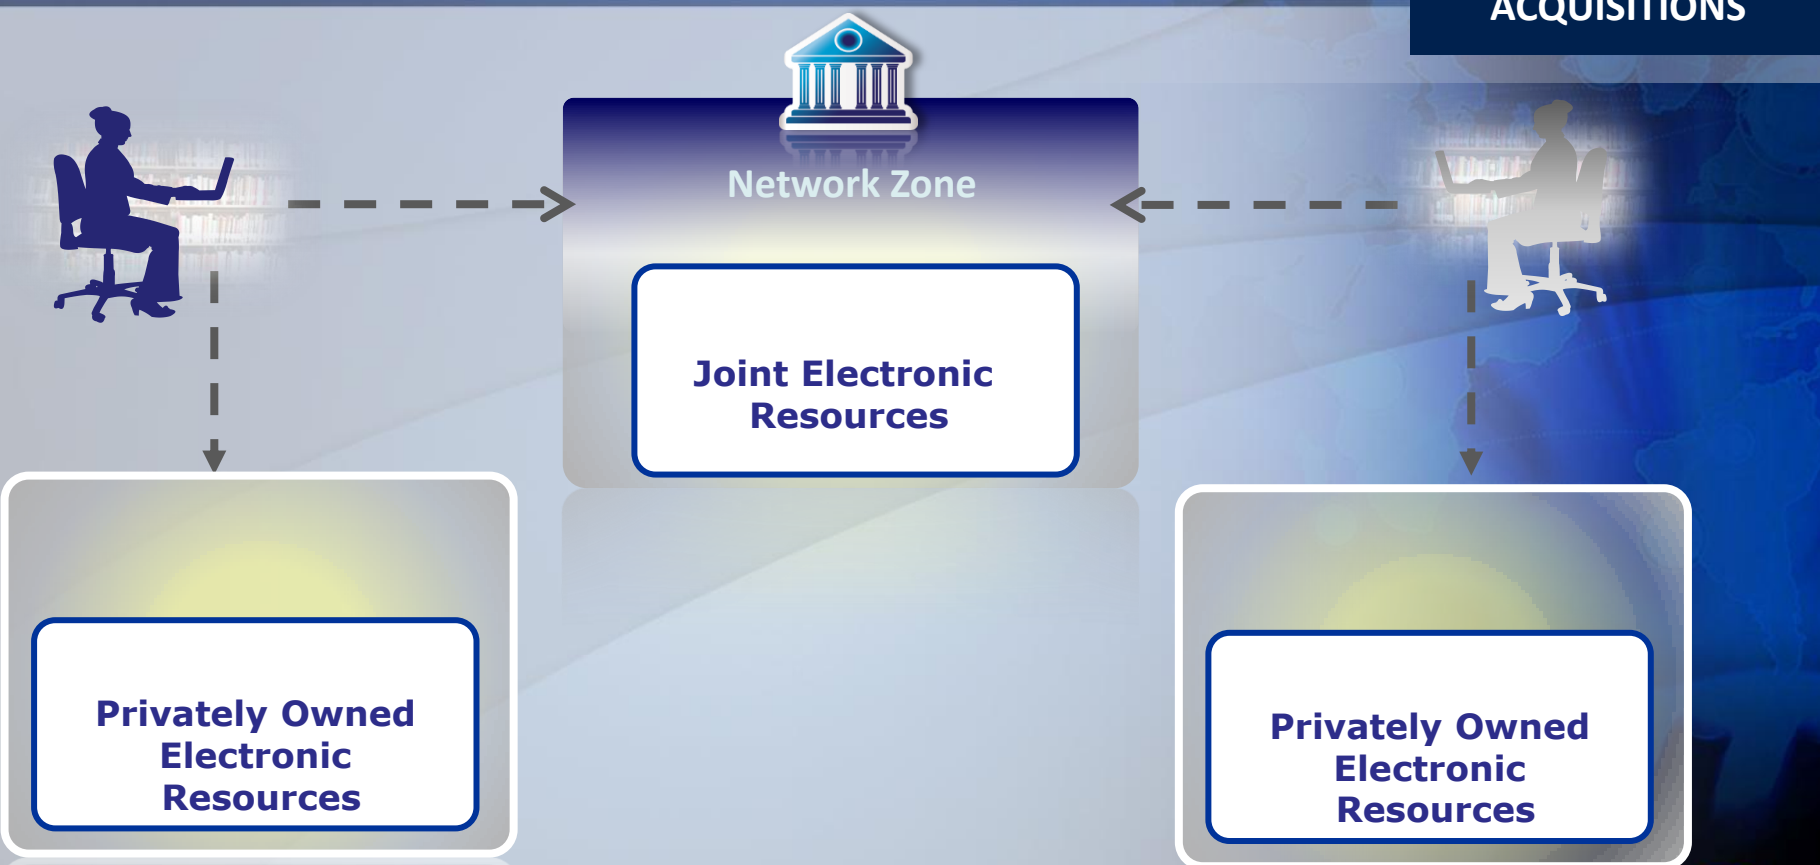 ACQUISITIONS
Network Zone
Joint Electronic
Resources
Privately Owned
Electronic
Resources
Privately Owned
Electronic
Resources